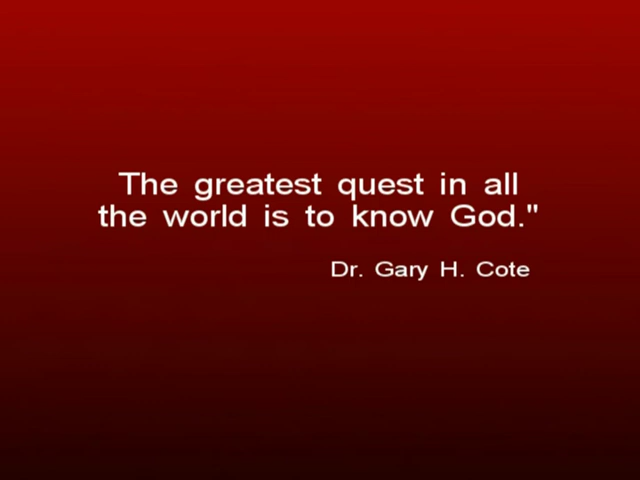 The greatest quest in all
the world is to know God."
Dr. Gary H. Cote